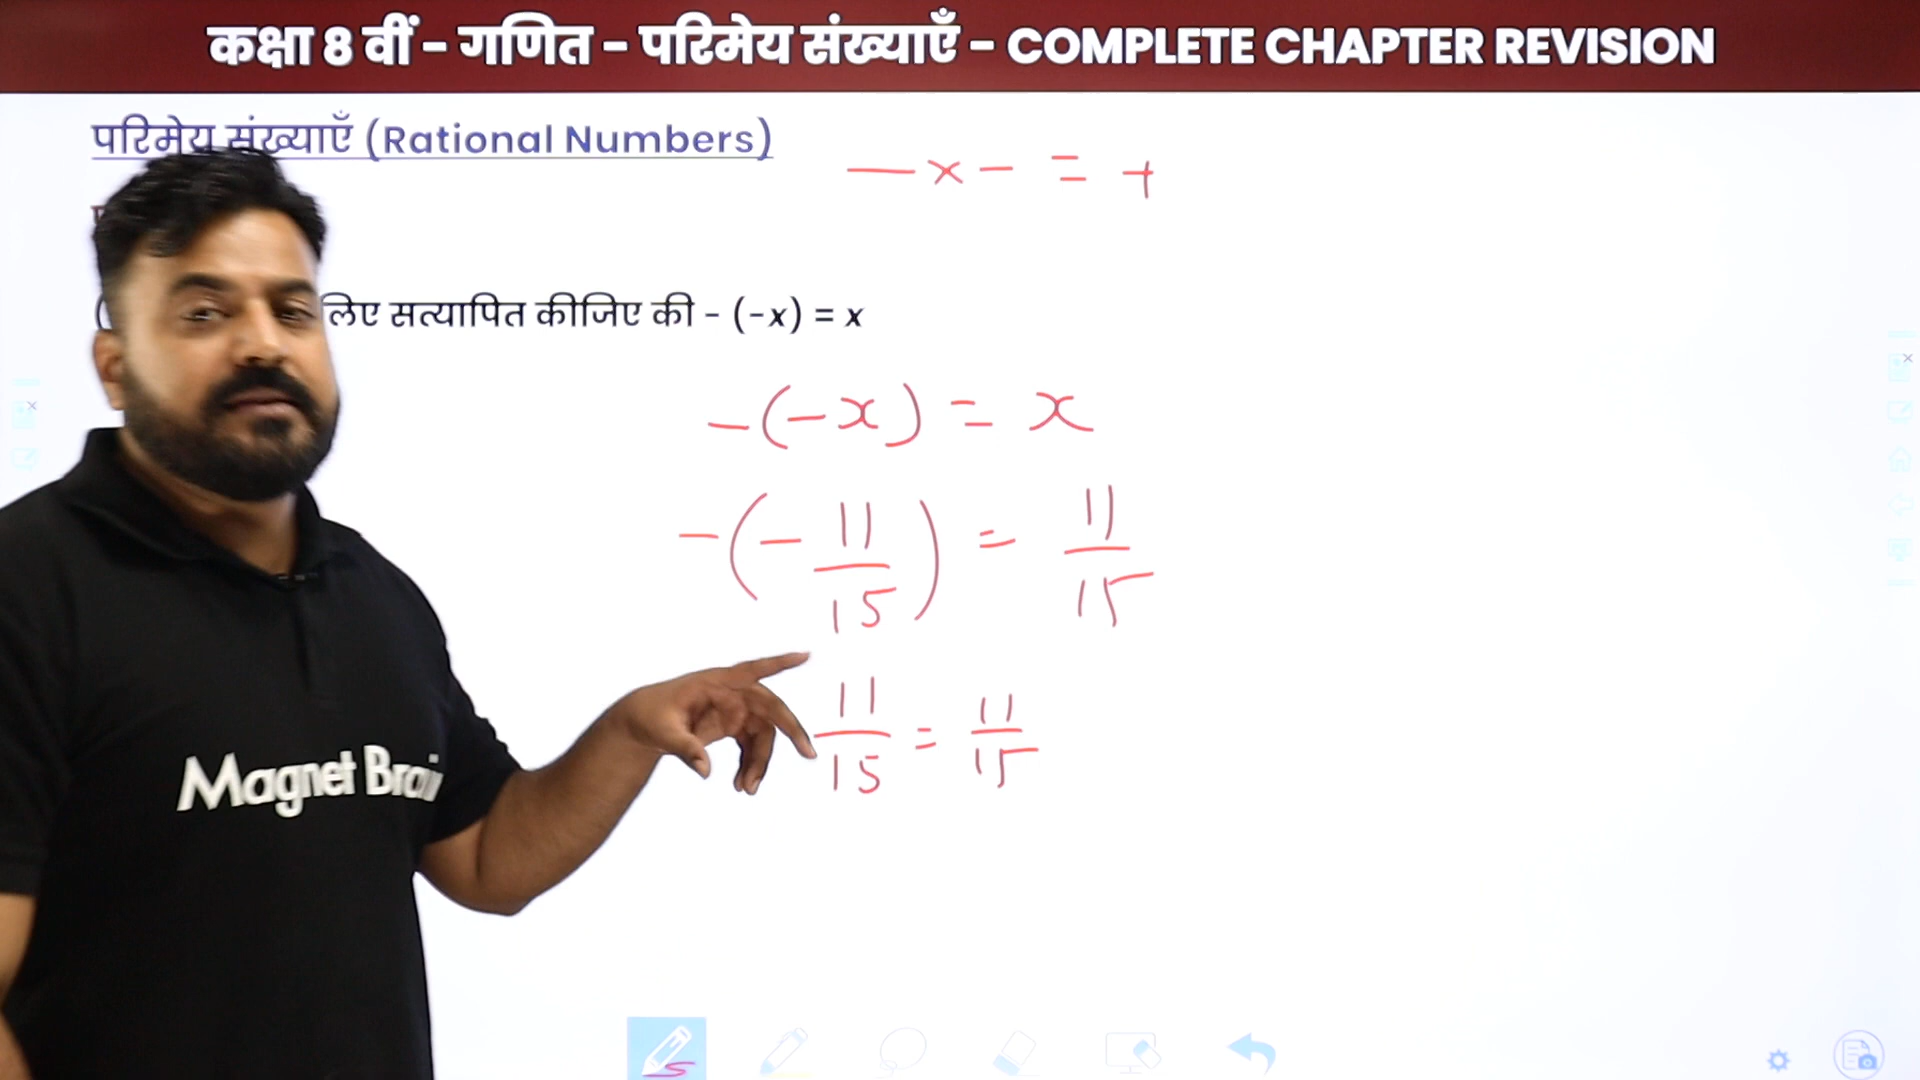 कक्षा 8 वीं - गणित - परिमेय संख्याएँ - COMPLETE CHAPTER REVISION
परिमेय संख्याएँ (Rational Numbers)
— × - = +
लिए सत्यापित कीजिए की - (-x) = x
-(-x) = x
-(-11/15) = 11/15
11/15 = 11/15
Magnet Brai